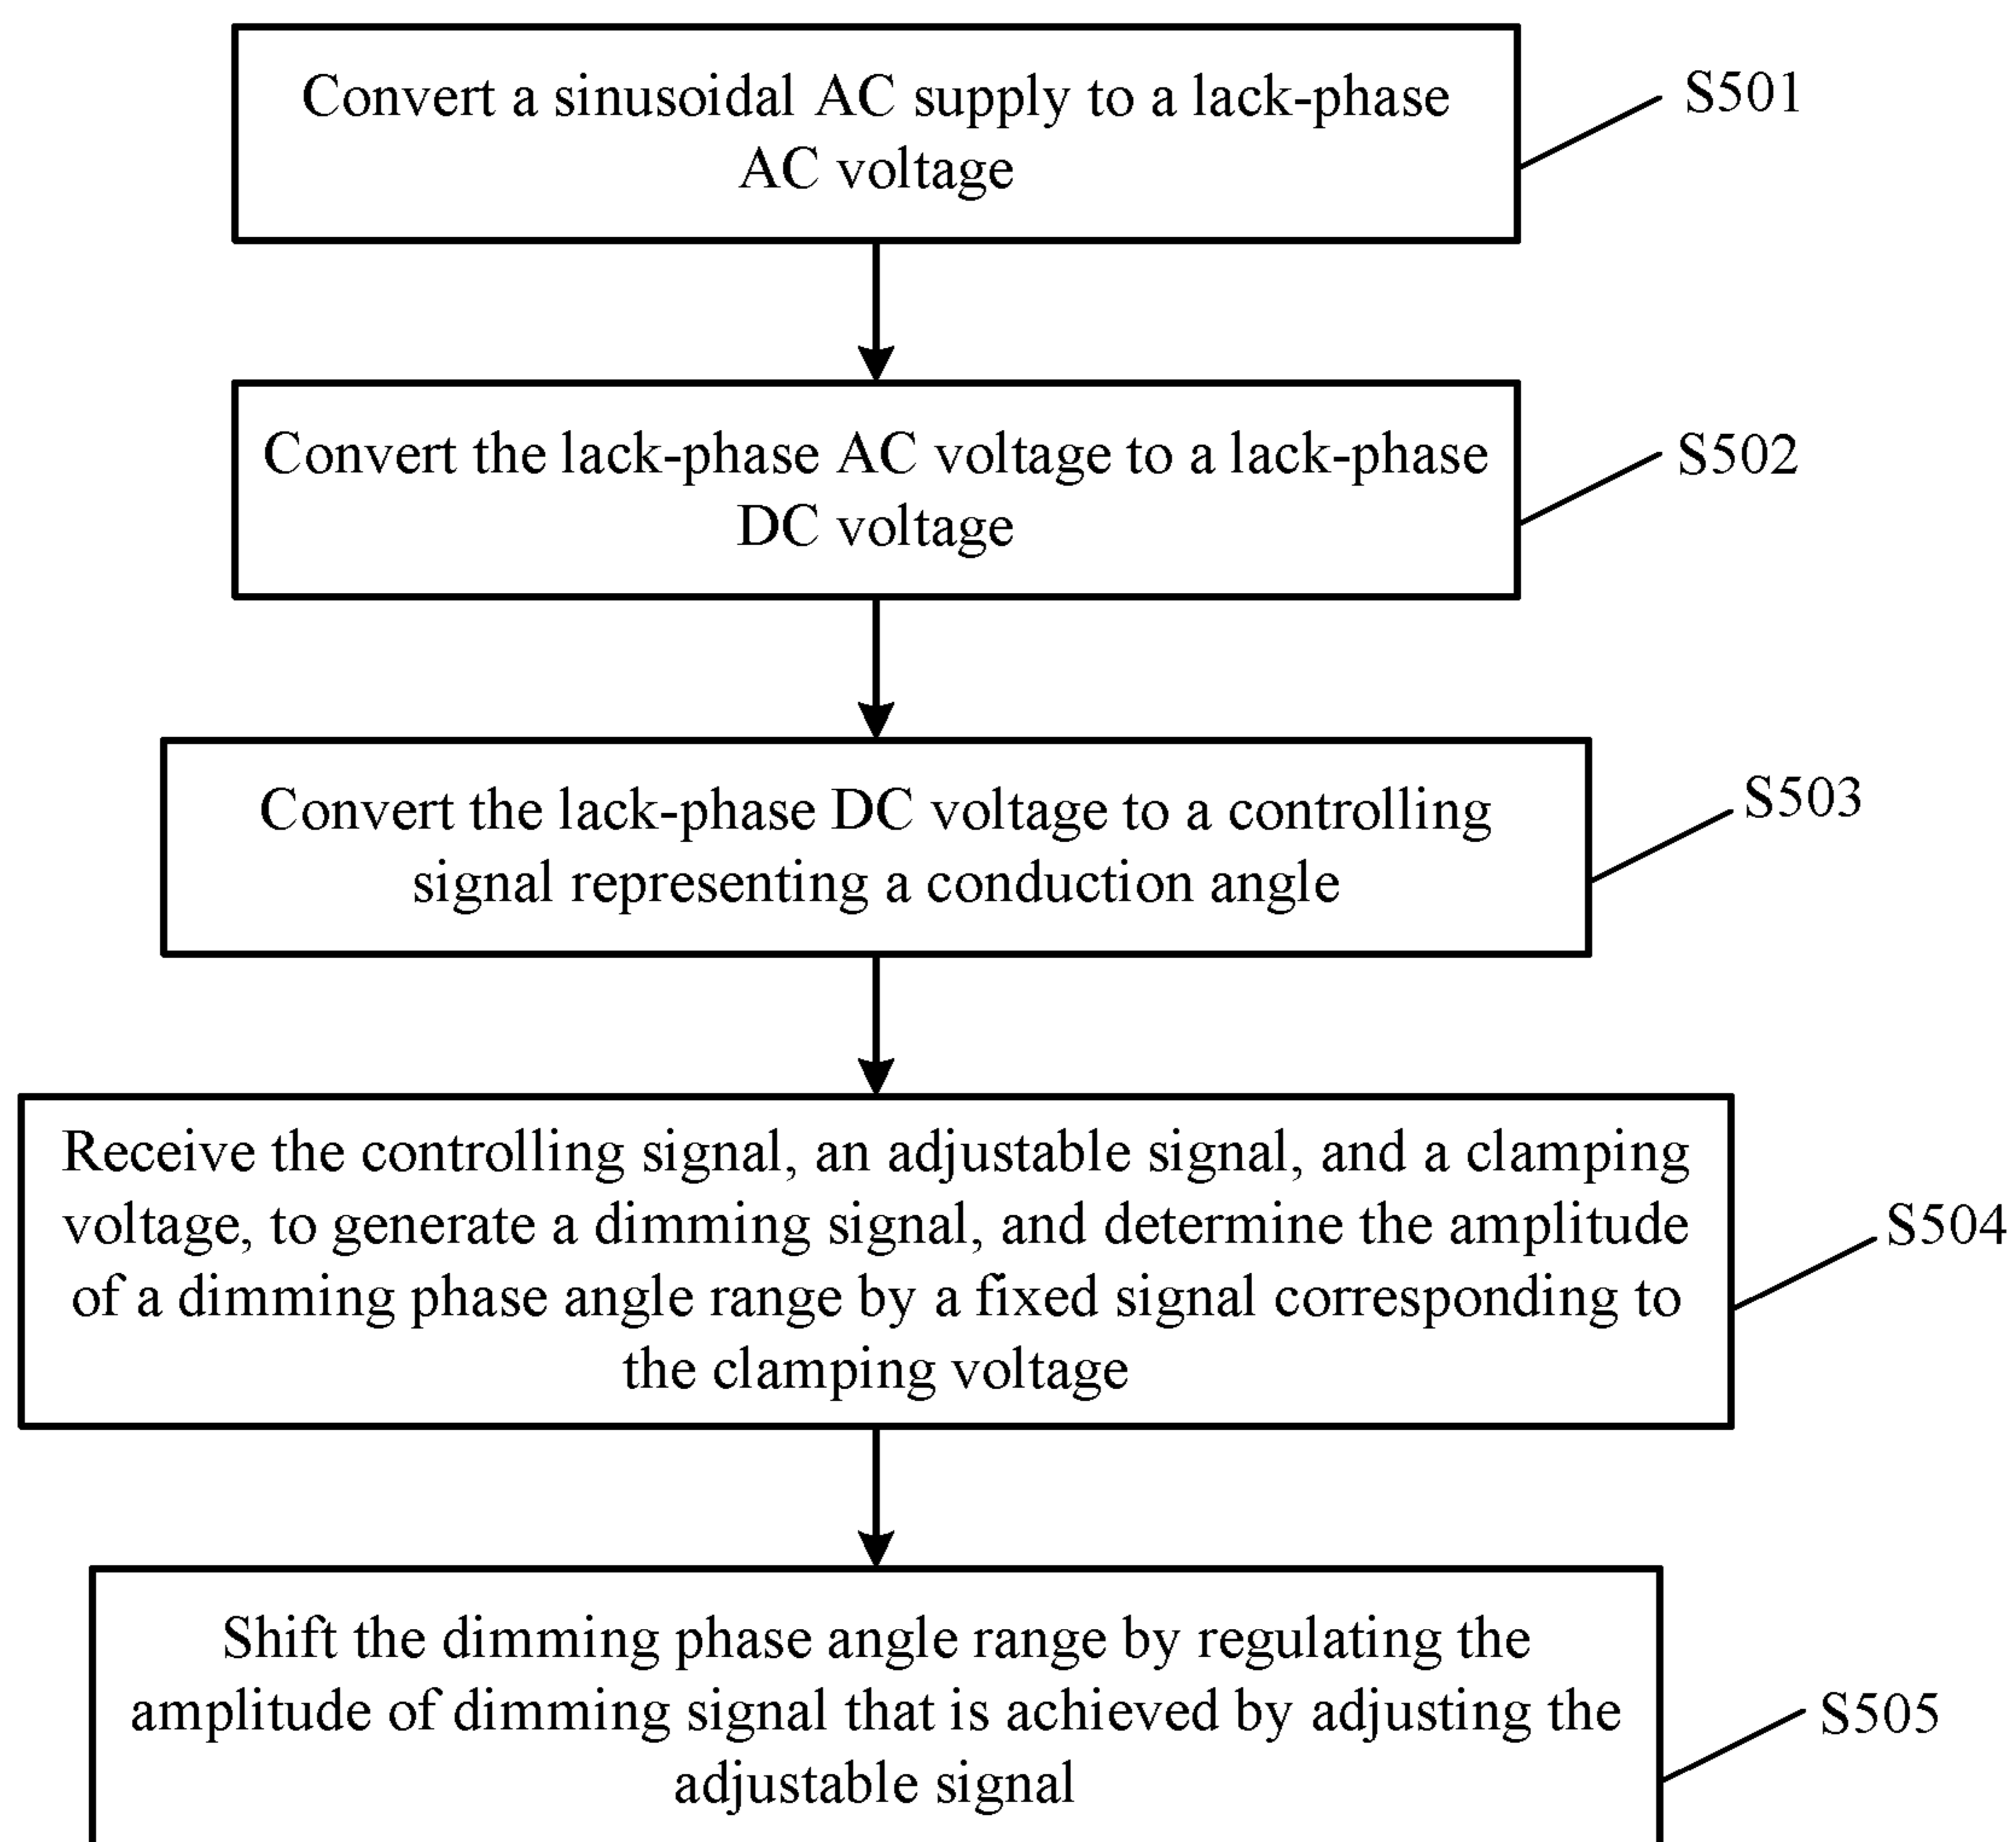 Convert a sinusoidal AC supply to a lack-phase
AC voltage
S501
Convert the lack-phase AC voltage to a lack-phase
DC voltage
S502
Convert the lack-phase DC voltage to a controlling
signal representing a conduction angle
S503
Receive the controlling signal, an adjustable signal, and a clamping
voltage, to generate a dimming signal, and determine the amplitude
of a dimming phase angle range by a fixed signal corresponding to
the clamping voltage
S504
Shift the dimming phase angle range by regulating the
amplitude of dimming signal that is achieved by adjusting the
adjustable signal
S505